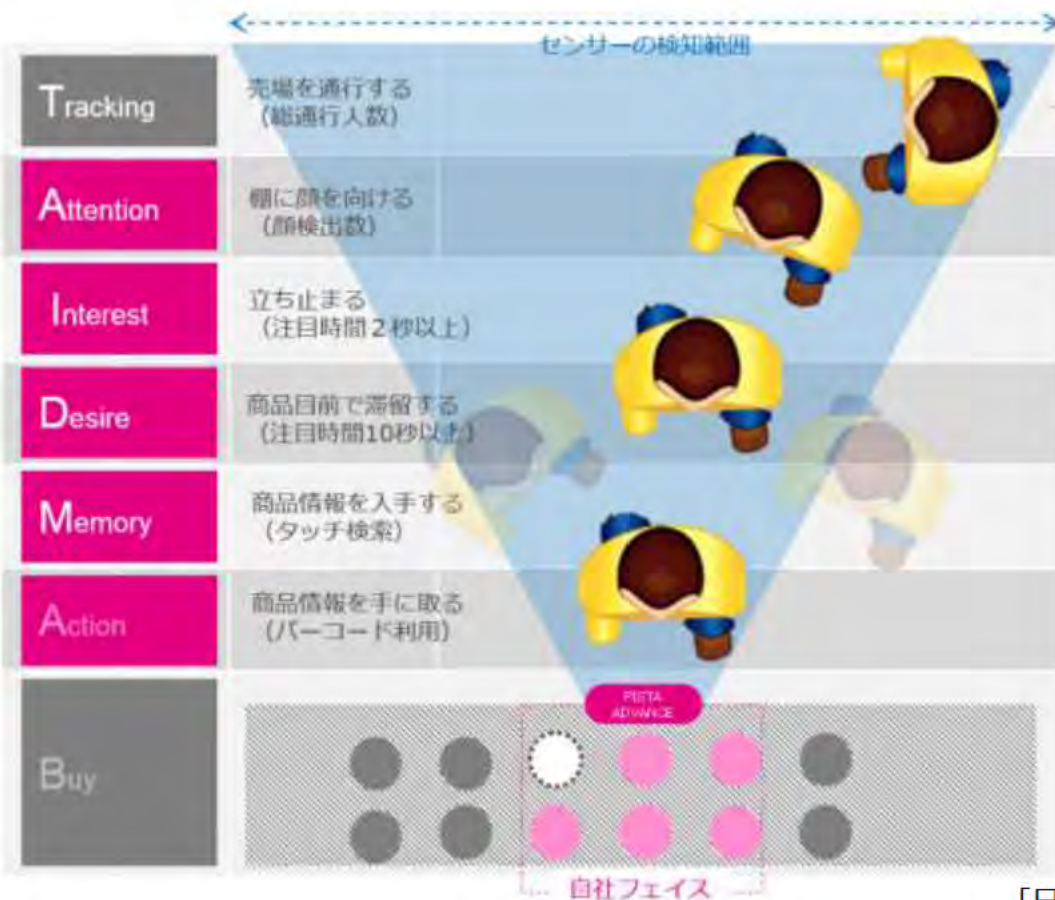 センサーの検知範囲
Tracking
売場を通行する
（総通行人数）
Attention
棚に顔を向ける
（顔検出数）
Interest
立ち止まる
（注目時間２秒以上）
Desire
商品目前で滞留する
（注目時間10秒以上）
Memory
商品情報を入手する
（タッチ検索）
Action
商品情報を手に取る
（バーコード利用）
ADVANCE
Buy
自社フェイス